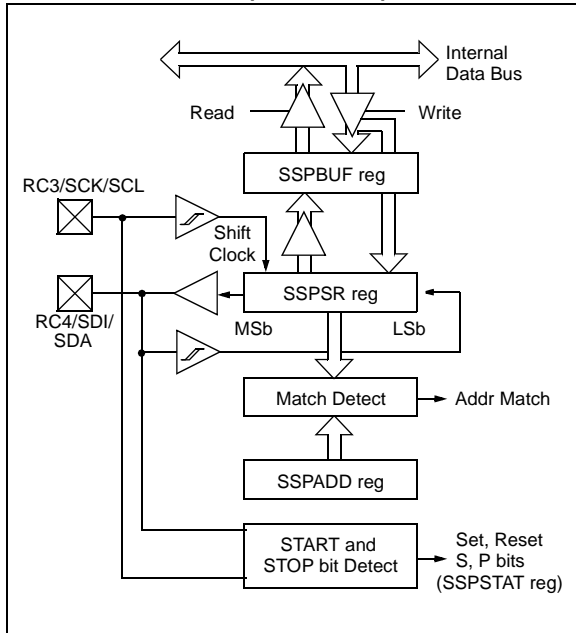 Internal
Data Bus
Read
Write
SSPBUF reg
RC3/SCK/SCL
Shift
Clock
SSPSR reg
RC4/SDI/
SDA
MSb
LSb
Match Detect
Addr Match
SSPADD reg
START and
STOP bit Detect
Set, Reset
S, P bits
(SSPSTAT reg)